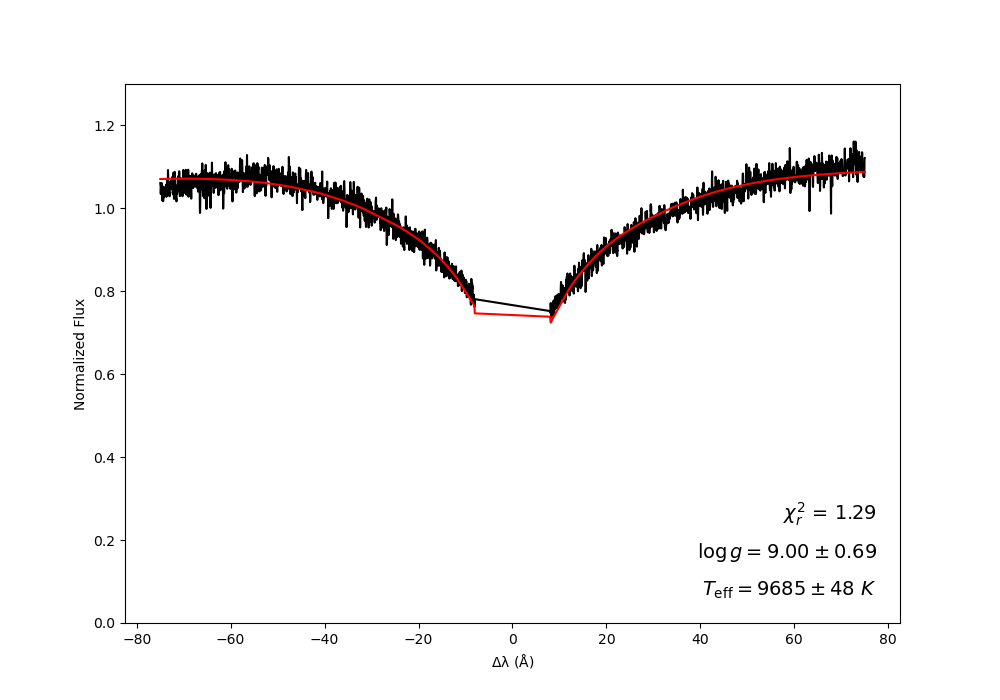 1.2
1.0
0.8
0.6
0.4
0.2
0.0
Normalized Flux
χ²ᵣ = 1.29
log g = 9.00 ± 0.69
T_eff = 9685 ± 48 K
−80 −60 −40 −20 0 20 40 60 80
Δλ (Å)